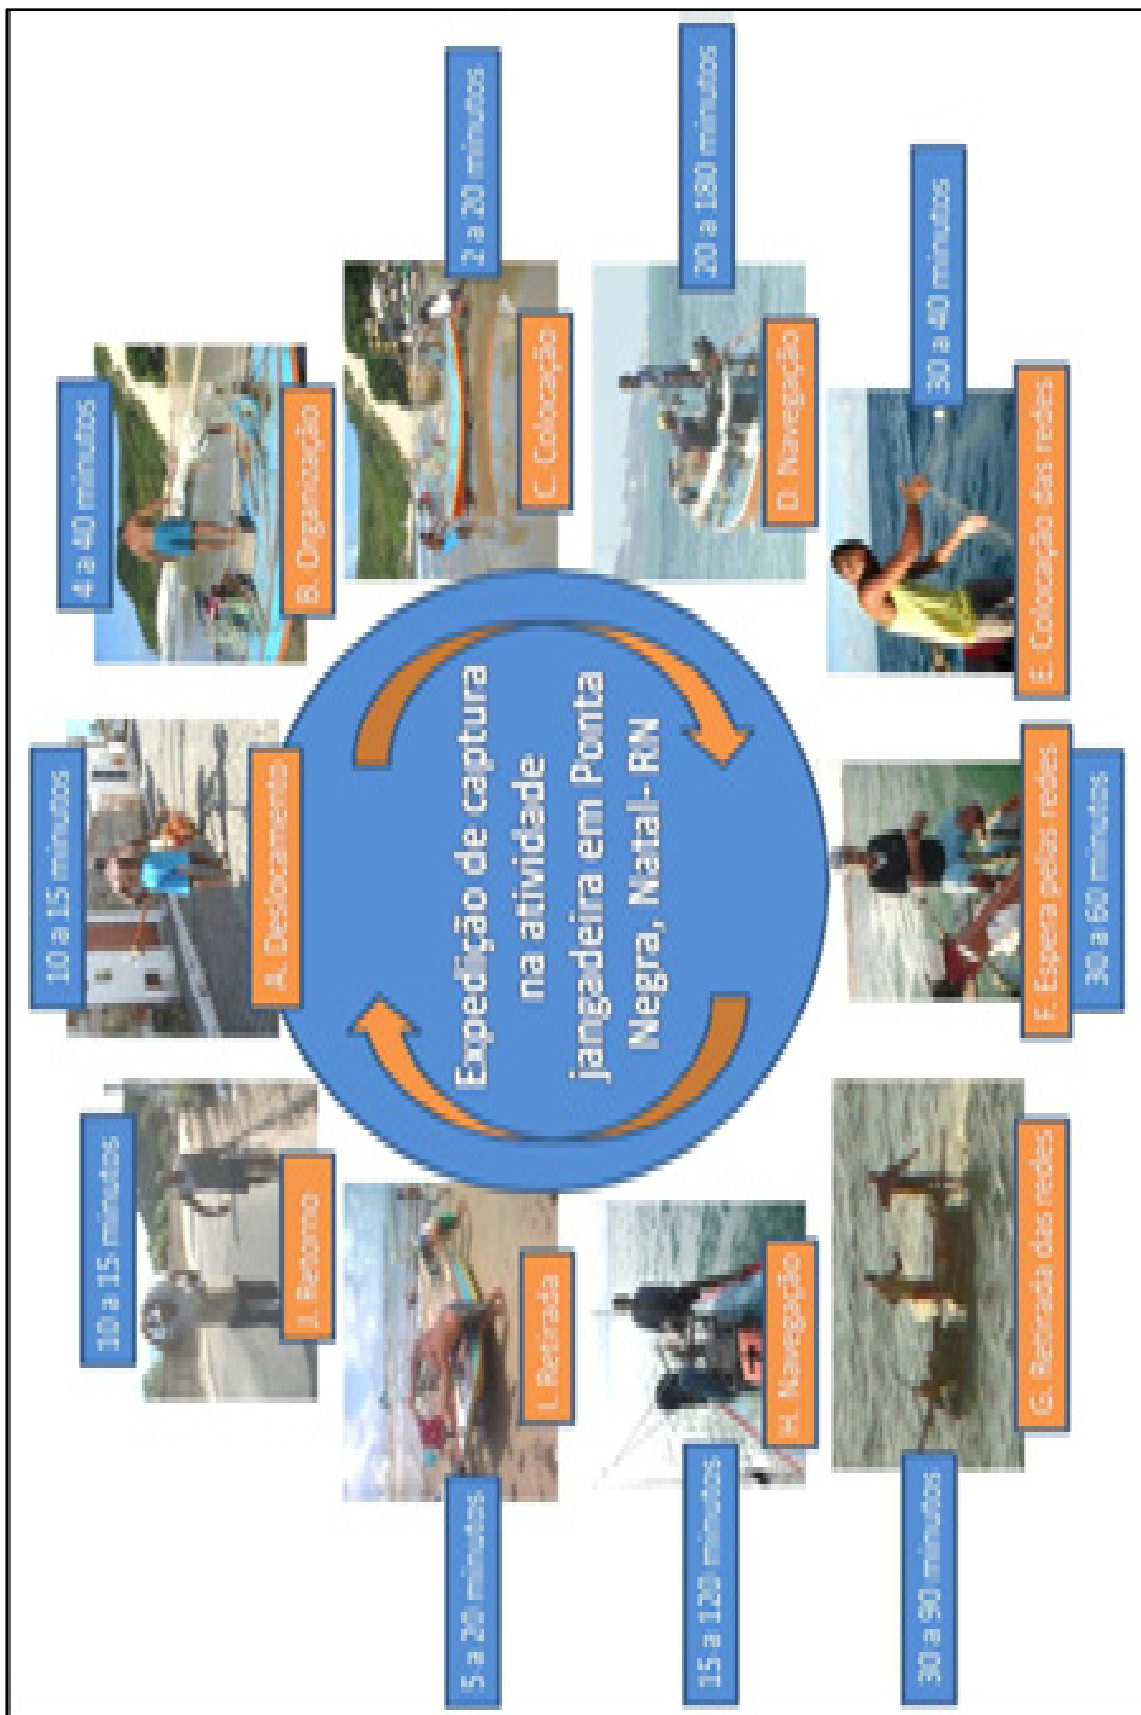 Expedição de captura
na atividade
jangadeira em Ponta
Negra, Natal- RN
10 a 15 minutos
A. Deslocamento
4 a 40 minutos
B. Organização
2 a 20 minutos
C. Colocação
20 a 180 minutos
D. Navegação
30 a 40 minutos
E. Colocação das redes
F. Espera pelas redes
30 a 60 minutos
30 a 90 minutos
G. Retirada das redes
15 a 120 minutos
H. Navegação
5 a 20 minutos
I. Retirada
10 a 15 minutos
J. Retorno